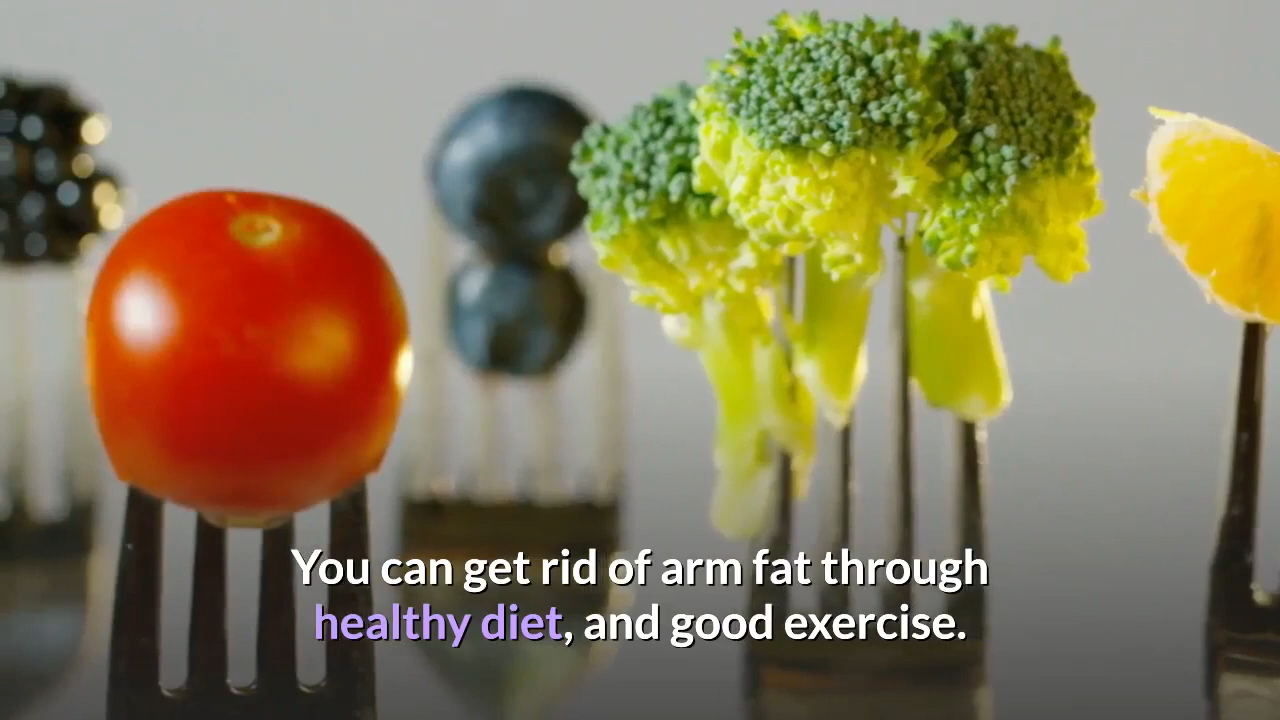 You can get rid of arm fat through
healthy diet, and good exercise.